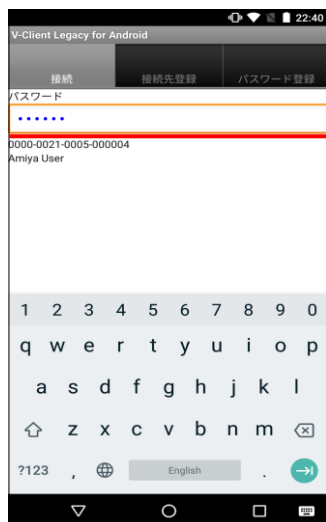 22:40
V-Client Legacy for Android
接続
接続先登録
パスワード登録
パスワード
••••••
0000-0021-0005-000004
Amiya User
1 2 3 4 5 6 7 8 9 0
q w e r t y u i o p
a s d f g h j k l
z x c v b n m
?123 , English .